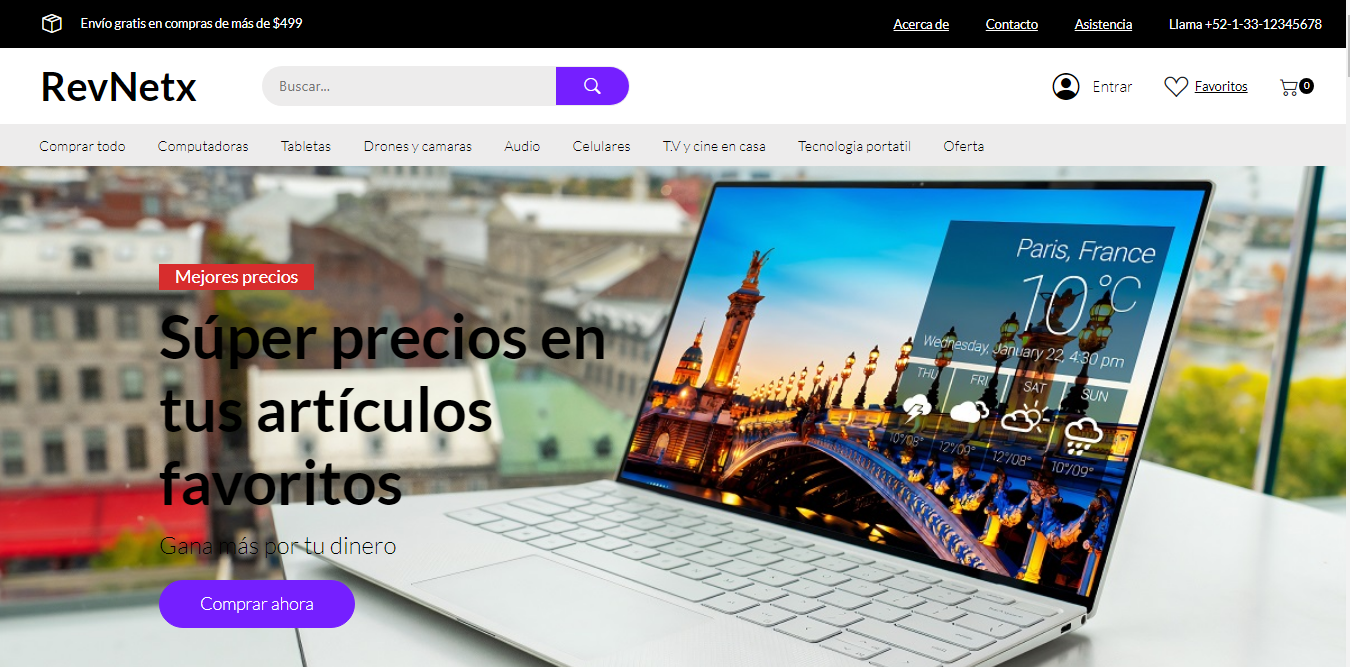 Envío gratis en compras de más de $499
Acerca de
Contacto
Asistencia
Llama +52-1-33-12345678
RevNetx
Buscar...
Entrar
Favoritos
0
Comprar todo
Computadoras
Tabletas
Drones y camaras
Audio
Celulares
T.V y cine en casa
Tecnologia portatil
Oferta
Paris, France
10°C
Wednesday, January 22, 4:30 pm
THU
FRI
SAT
SUN
10°/08°
12°/09°
12°/08°
10°/09°
Mejores precios
Súper precios en
tus artículos
favoritos
Gana más por tu dinero
Comprar ahora